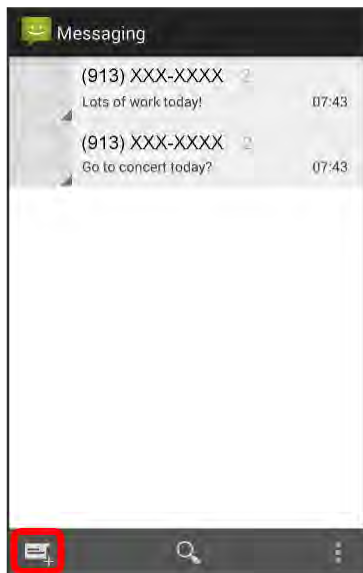 Messaging
(913) XXX-XXXX 2
Lots of work today! 07:43
(913) XXX-XXXX 2
Go to concert today? 07:43